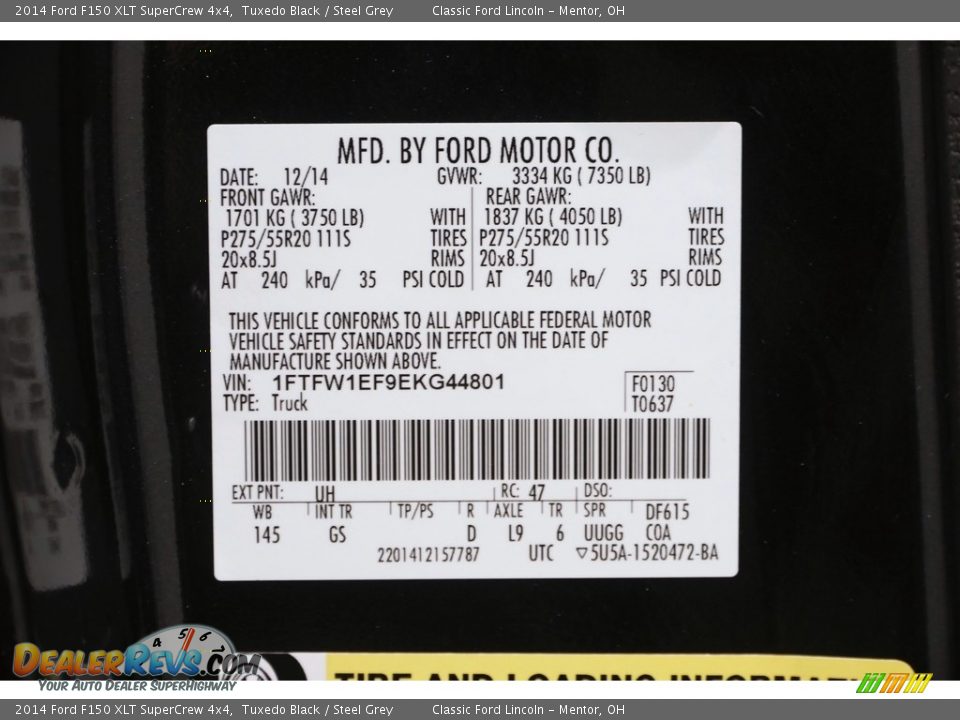 2014 Ford F150 XLT SuperCrew 4x4, Tuxedo Black / Steel Grey Classic Ford Lincoln - Mentor, OH
MFD. BY FORD MOTOR CO.
DATE: 12/14 GVWR: 3334 KG ( 7350 LB)
FRONT GAWR: REAR GAWR:
1701 KG ( 3750 LB) WITH 1837 KG ( 4050 LB) WITH
P275/55R20 111S TIRES P275/55R20 111S TIRES
20x8.5J RIMS 20x8.5J RIMS
AT 240 kPa/ 35 PSI COLD AT 240 kPa/ 35 PSI COLD
THIS VEHICLE CONFORMS TO ALL APPLICABLE FEDERAL MOTOR
VEHICLE SAFETY STANDARDS IN EFFECT ON THE DATE OF
MANUFACTURE SHOWN ABOVE.
VIN: 1FTFW1EF9EKG44801 F0130
TYPE: Truck T0637
EXT PNT: UH RC: 47 DSO:
WB INT TR TP/PS R AXLE TR SPR DF615
145 GS D L9 6 UUGG COA
2201412157787 UTC ▽5U5A-1520472-BA
4 5 6 7
DEALERREVS.COM
YOUR AUTO DEALER SUPERHIGHWAY
TIRE AND LOADING
2014 Ford F150 XLT SuperCrew 4x4, Tuxedo Black / Steel Grey Classic Ford Lincoln - Mentor, OH